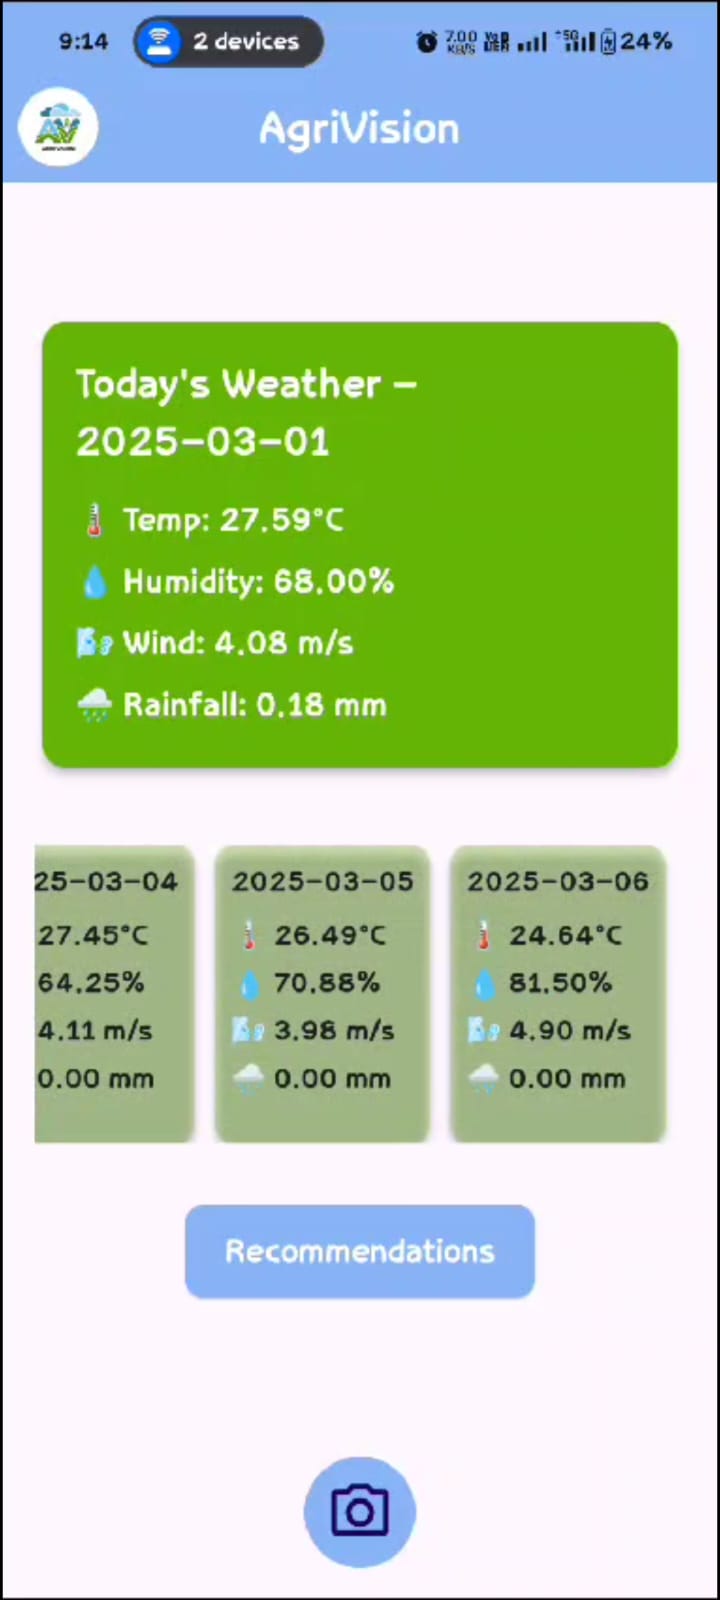 9:14 2 devices 7.00 KB/S 5G 24%
AgriVision
Today's Weather –
2025-03-01
Temp: 27.59°C
Humidity: 68.00%
Wind: 4.08 m/s
Rainfall: 0.18 mm
25-03-04
27.45°C
64.25%
4.11 m/s
0.00 mm
2025-03-05
26.49°C
70.88%
3.98 m/s
0.00 mm
2025-03-06
24.64°C
81.50%
4.90 m/s
0.00 mm
Recommendations